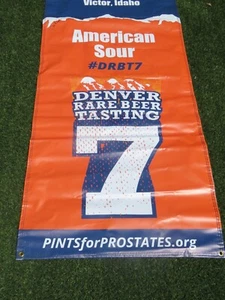 Victor, Idaho
American
Sour
#DRBT7
DENVER
RARE BEER
TASTING
7
PINTSforPROSTATES.org